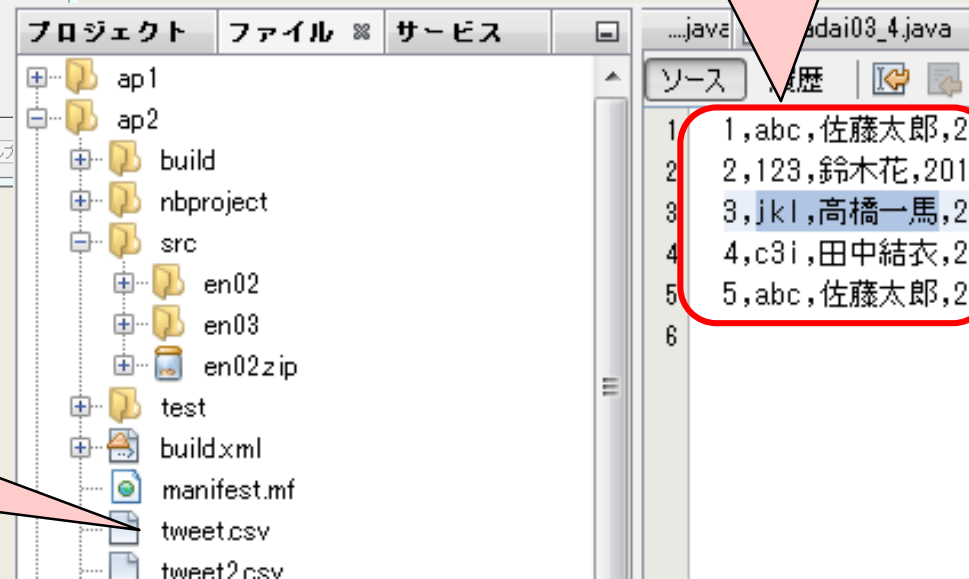 プロジェクト ファイル サービス
ap1
ap2
build
nbproject
src
en02
en03
en02zip
test
build.xml
manifest.mf
tweet.csv
tweet2.csv
...java adai03_4.java
ソース 歴
1 1,abc,佐藤太郎,2
2 2,123,鈴木花,201
3 3,jkl,高橋一馬,2
4 4,c3i,田中結衣,2
5 5,abc,佐藤太郎,2
6